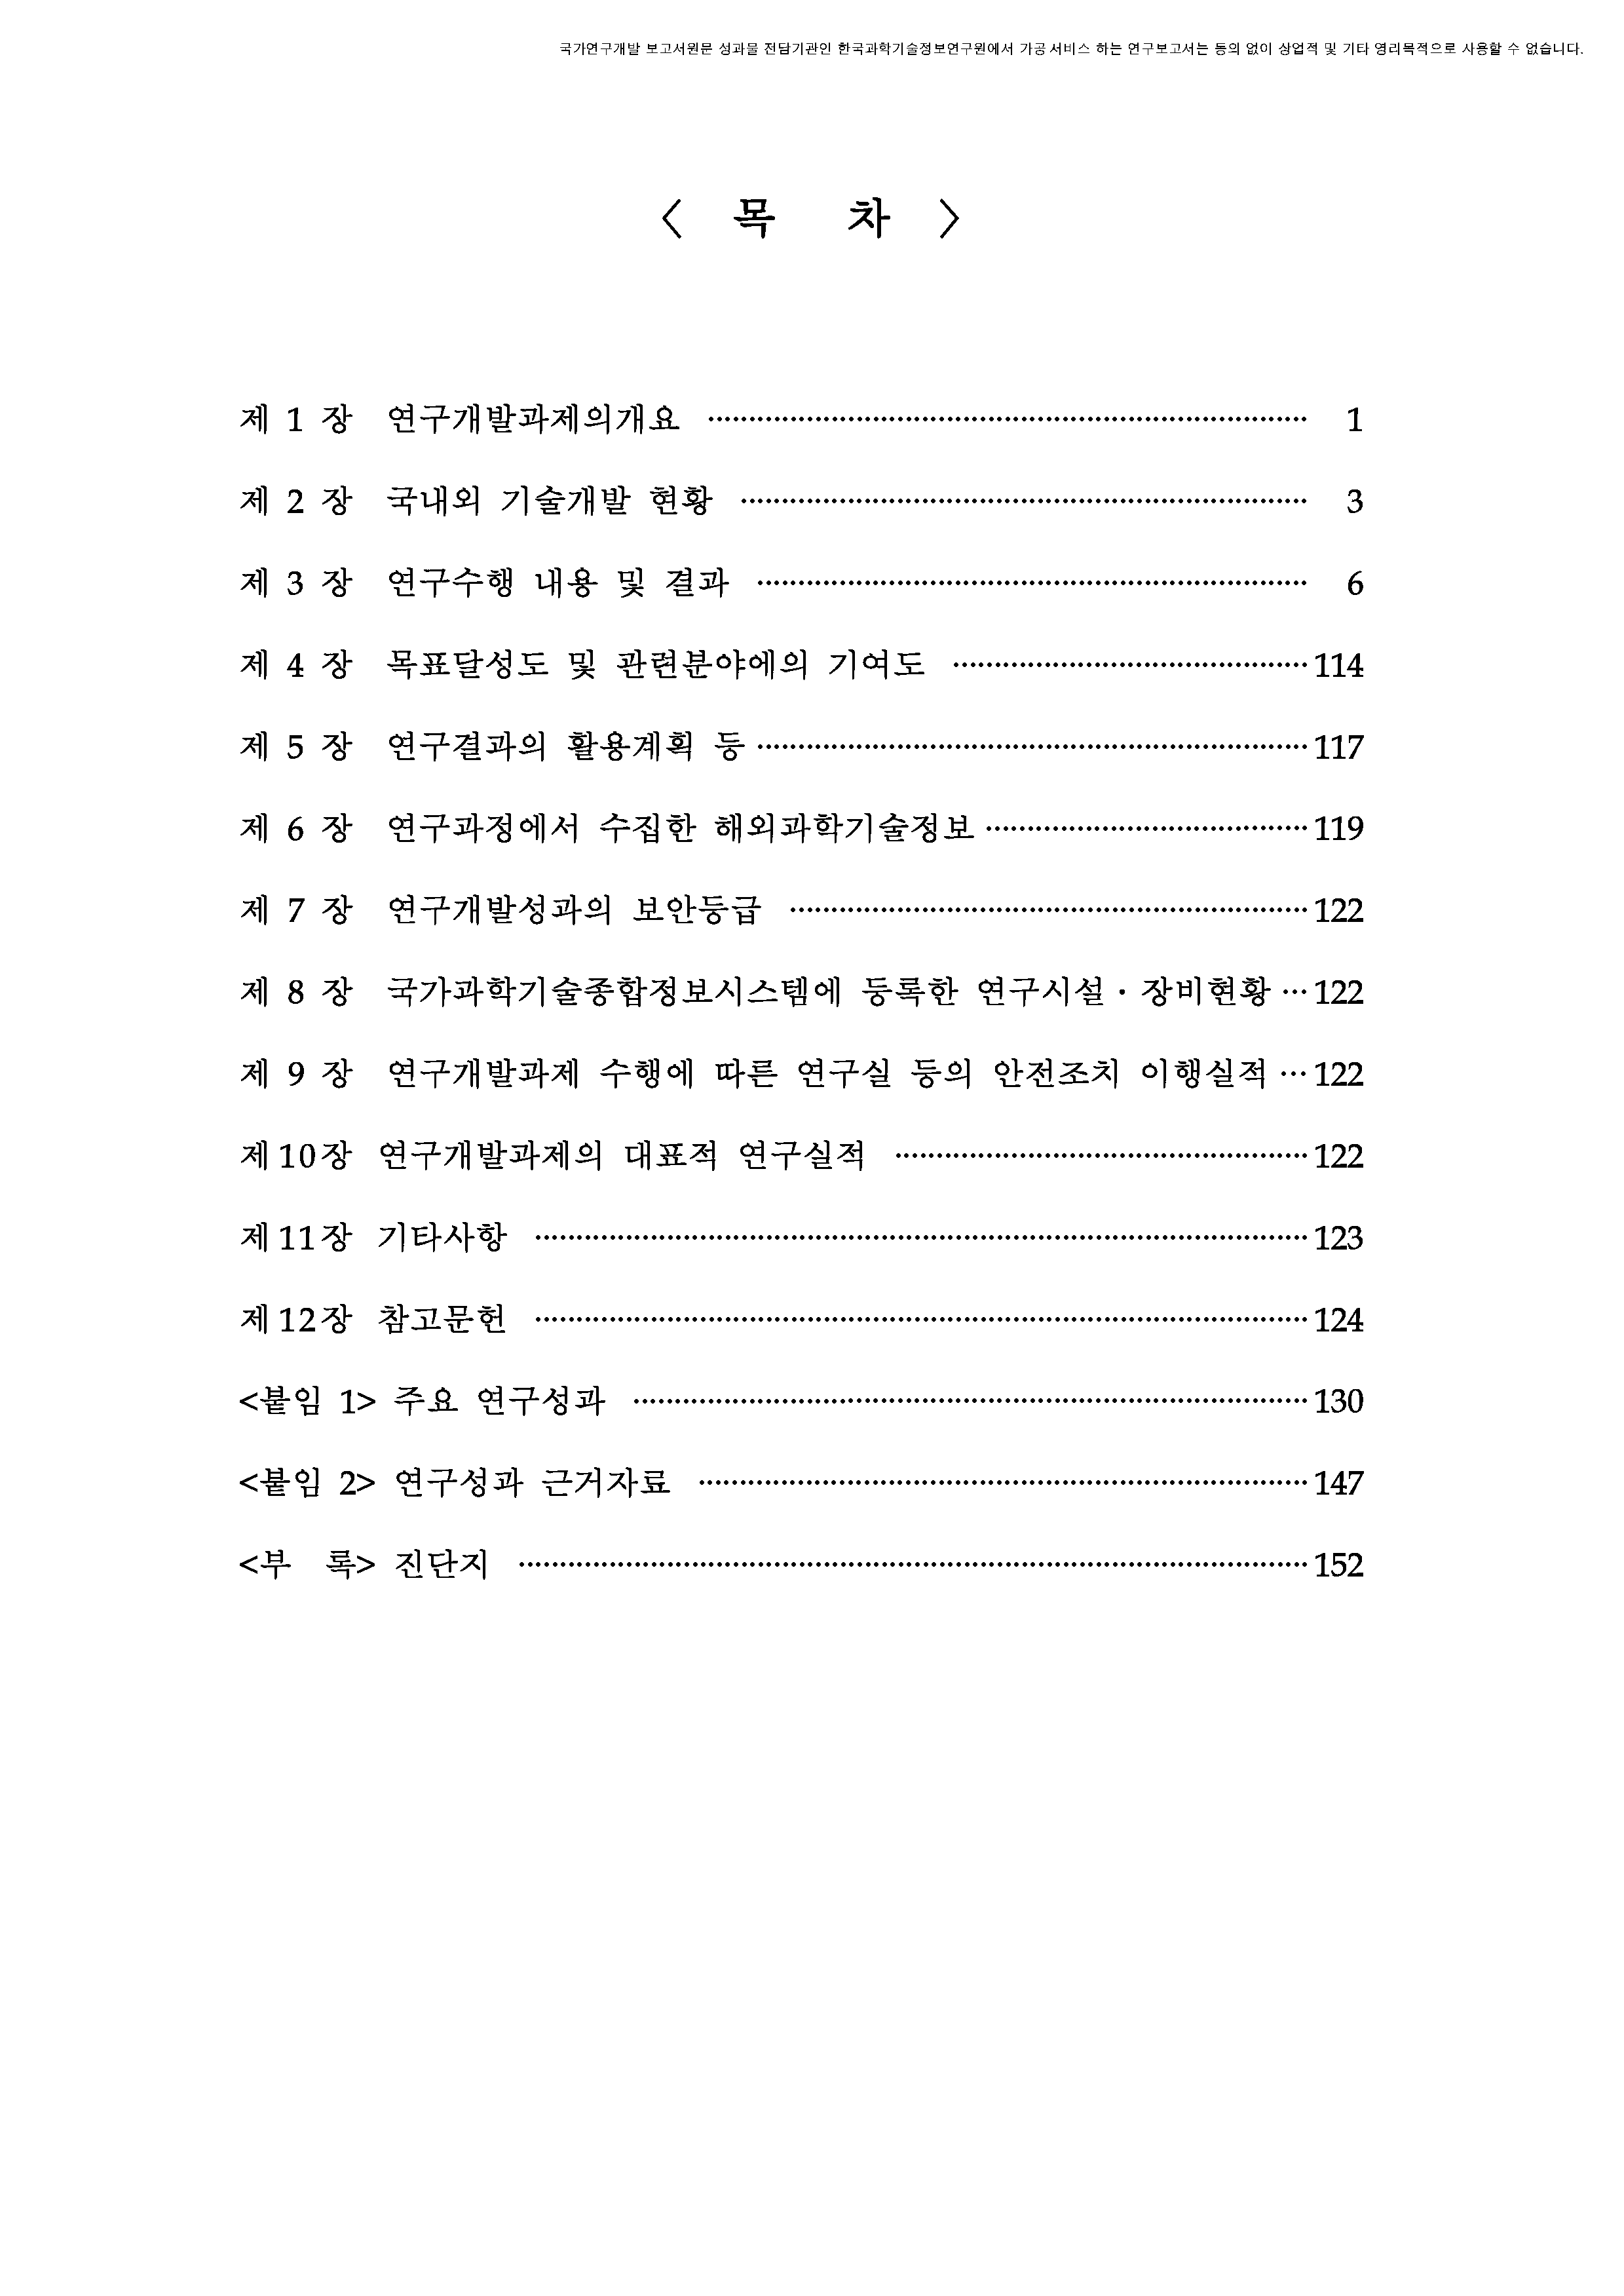 국가연구개발 보고서원문 성과물 전담기관인 한국과학기술정보연구원에서 가공·서비스 하는 연구보고서는 동의 없이 상업적 및 기타 영리목적으로 사용할 수 없습니다.
〈 목 차 〉
제 1 장 연구개발과제의개요 ······ 1
제 2 장 국내외 기술개발 현황 ······ 3
제 3 장 연구수행 내용 및 결과 ······ 6
제 4 장 목표달성도 및 관련분야에의 기여도 ······ 114
제 5 장 연구결과의 활용계획 등 ······ 117
제 6 장 연구과정에서 수집한 해외과학기술정보 ······ 119
제 7 장 연구개발성과의 보안등급 ······ 122
제 8 장 국가과학기술종합정보시스템에 등록한 연구시설·장비현황 ··· 122
제 9 장 연구개발과제 수행에 따른 연구실 등의 안전조치 이행실적 ··· 122
제10장 연구개발과제의 대표적 연구실적 ······ 122
제11장 기타사항 ······ 123
제12장 참고문헌 ······ 124
<붙임 1> 주요 연구성과 ······ 130
<붙임 2> 연구성과 근거자료 ······ 147
<부 록> 진단지 ······ 152